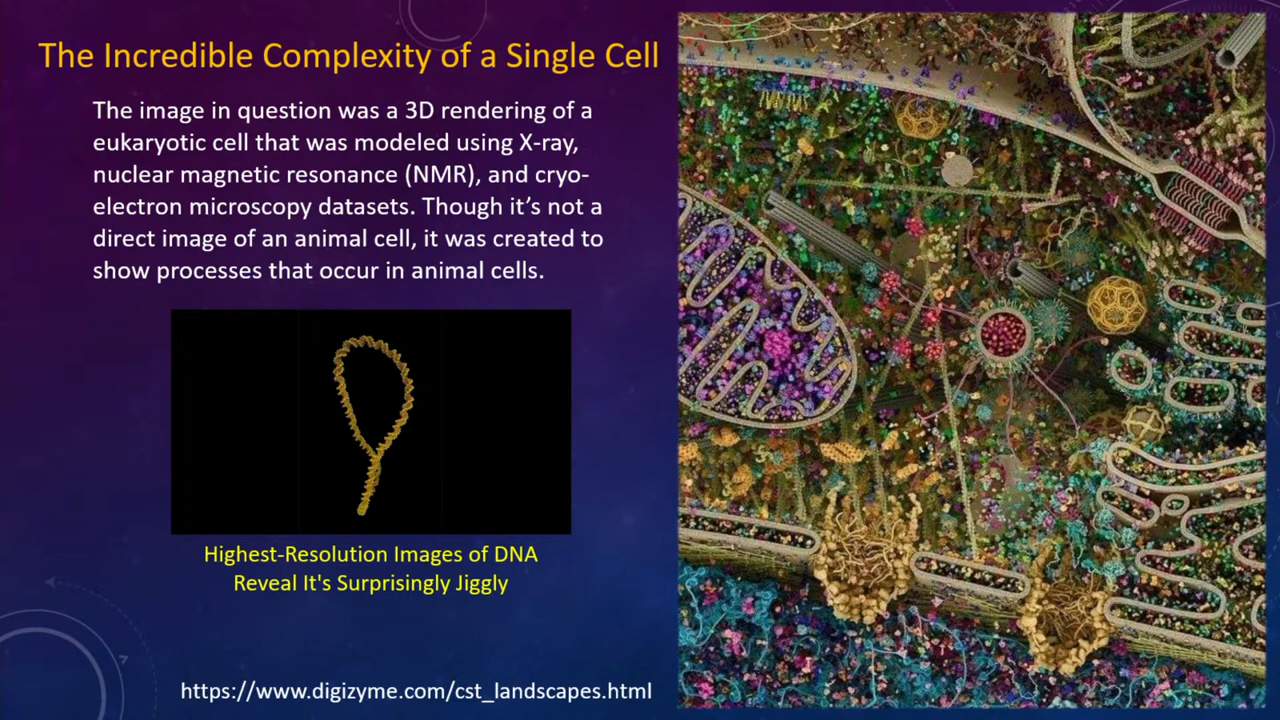 The Incredible Complexity of a Single Cell
The image in question was a 3D rendering of a
eukaryotic cell that was modeled using X-ray,
nuclear magnetic resonance (NMR), and cryo-
electron microscopy datasets. Though it’s not a
direct image of an animal cell, it was created to
show processes that occur in animal cells.
Highest-Resolution Images of DNA
Reveal It's Surprisingly Jiggly
https://www.digizyme.com/cst_landscapes.html